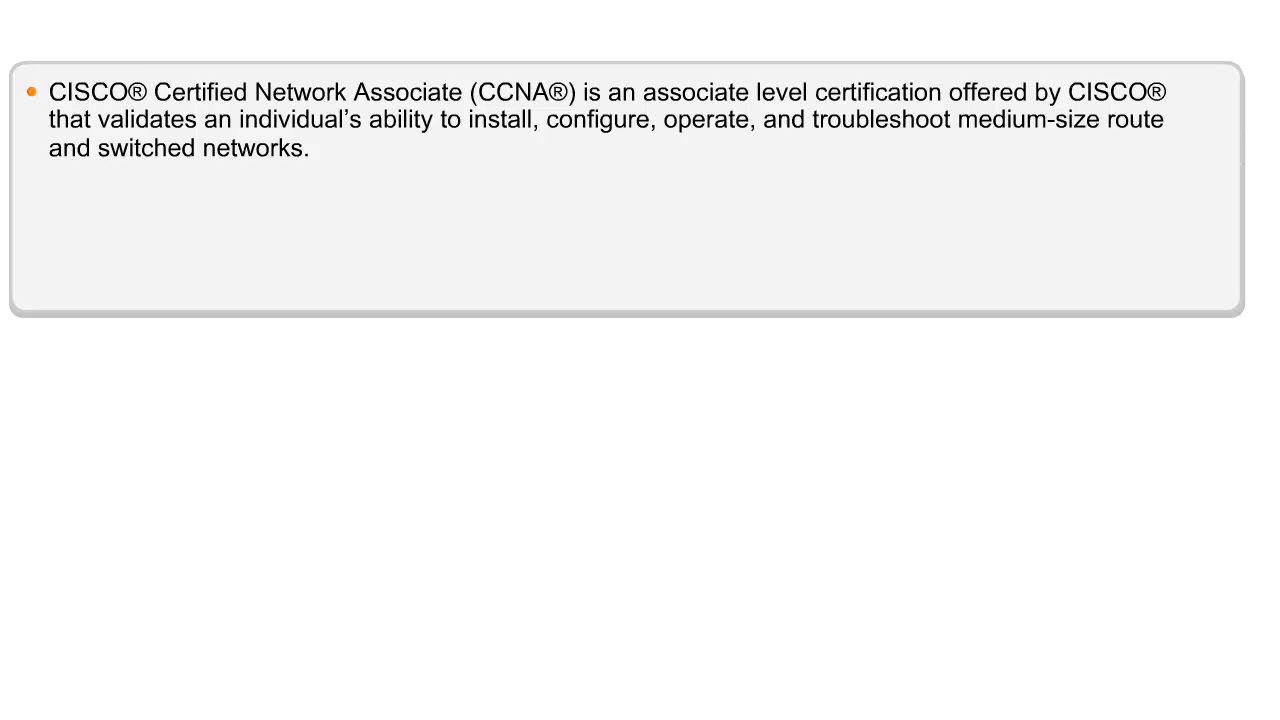 CISCO® Certified Network Associate (CCNA®) is an associate level certification offered by CISCO®
that validates an individual’s ability to install, configure, operate, and troubleshoot medium-size route
and switched networks.